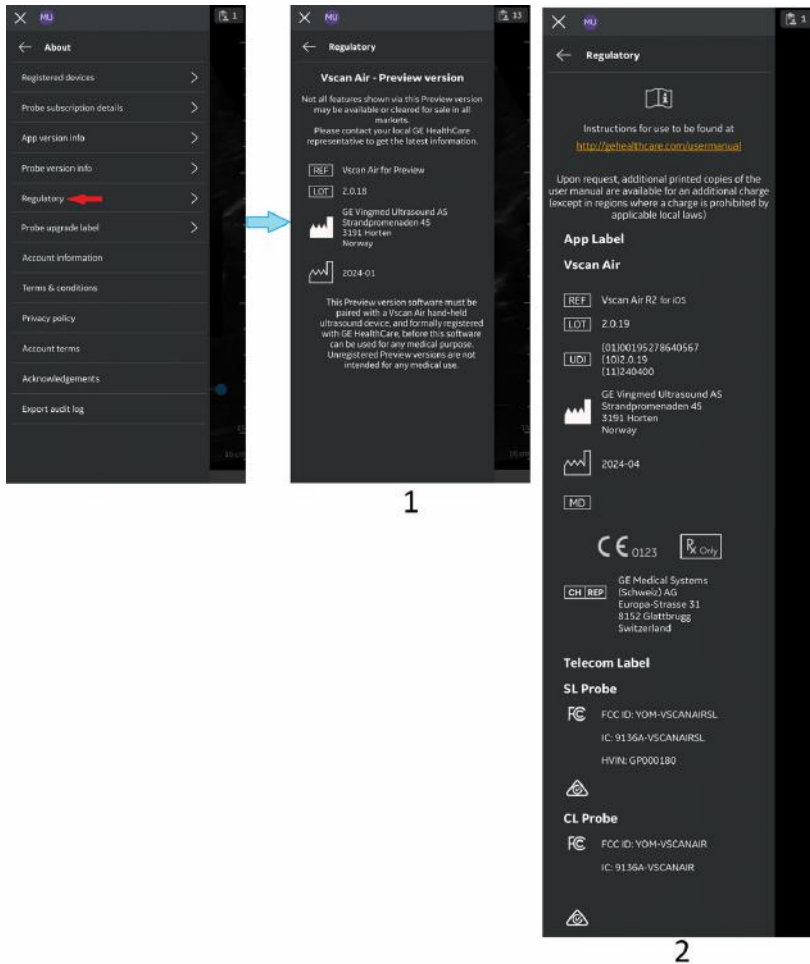 MU
1
About
Registered devices
Probe subscription details
App version info
Probe version info
Regulatory
Probe upgrade label
Account information
Terms & conditions
Privacy policy
Account terms
Acknowledgements
Export audit log
MU
13
Regulatory
Vscan Air - Preview version
Not all features shown via this Preview version
may be available or cleared for sale in all
markets.
Please contact your local GE HealthCare
representative to get the latest information.
REF Vscan Air for Preview
LOT 2.0.18
GE Vingmed Ultrasound AS
Strandpromenaden 45
3191 Horten
Norway
2024-01
This Preview version software must be
paired with a Vscan Air hand-held
ultrasound device, and formally registered
with GE HealthCare, before this software
can be used for any medical purpose.
Unregistered Preview versions are not
intended for any medical use.
1
MU
1
Regulatory
Instructions for use to be found at
http://gehealthcare.com/usermanual
Upon request, additional printed copies of the
user manual are available for an additional charge
(except in regions where a charge is prohibited by
applicable local laws)
App Label
Vscan Air
REF Vscan Air R2 for iOS
LOT 2.0.19
UDI (01)00195278640567
(10)2.0.19
(11)240400
GE Vingmed Ultrasound AS
Strandpromenaden 45
3191 Horten
Norway
2024-04
MD
CE 0123 Rx Only
CH REP GE Medical Systems
(Schweiz) AG
Europa-Strasse 31
8152 Glattbrugg
Switzerland
Telecom Label
SL Probe
FC FCC ID: YOM-VSCANAIRSL
IC: 9136A-VSCANAIRSL
HVIN: GP000180
CL Probe
FC FCC ID: YOM-VSCANAIR
IC: 9136A-VSCANAIR
2